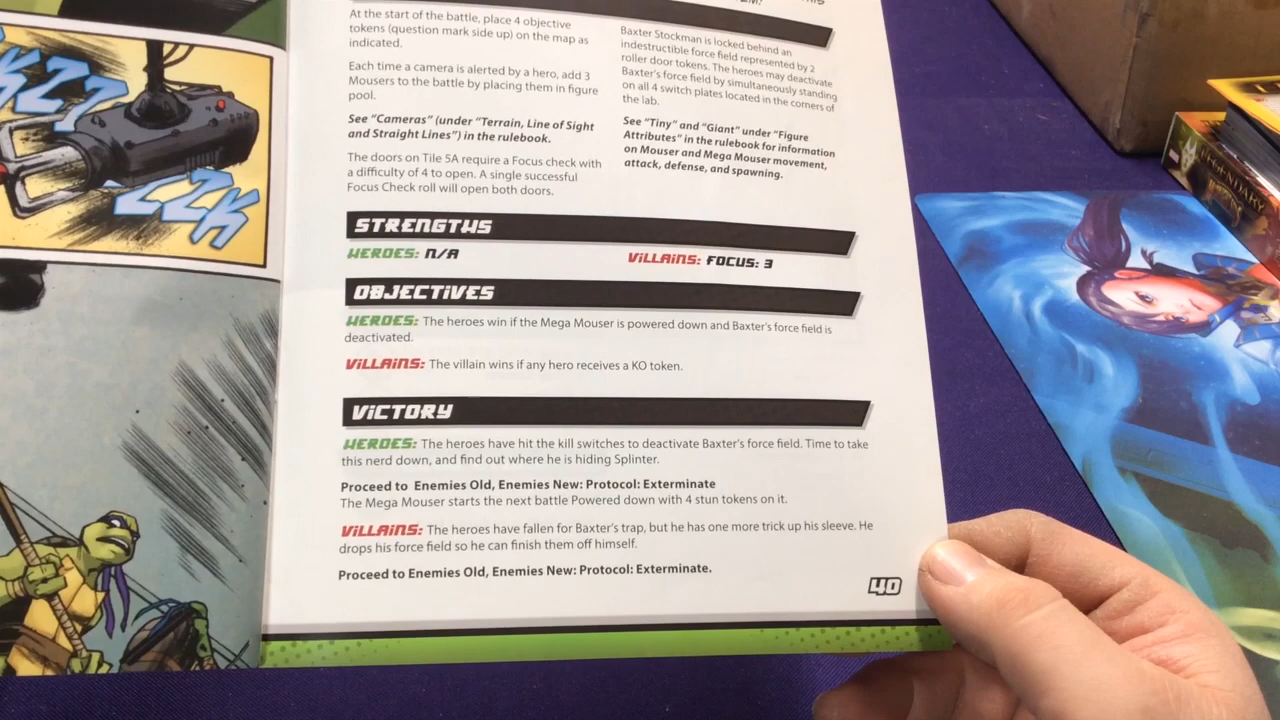 At the start of the battle, place 4 objective
tokens (question mark side up) on the map as
indicated.
Each time a camera is alerted by a hero, add 3
Mousers to the battle by placing them in figure
pool.
See "Cameras" (under "Terrain, Line of Sight
and Straight Lines") in the rulebook.
The doors on Tile 5A require a Focus check with
a difficulty of 4 to open. A single successful
Focus Check roll will open both doors.
Baxter Stockman is locked behind an
indestructible force field represented by 2
roller door tokens. The heroes may deactivate
Baxter's force field by simultaneously standing
on all 4 switch plates located in the corners of
the lab.
See "Tiny" and "Giant" under "Figure
Attributes" in the rulebook for information
on Mouser and Mega Mouser movement,
attack, defense, and spawning.
STRENGTHS
HEROES: N/A
VILLAINS: FOCUS: 3
OBJECTIVES
HEROES: The heroes win if the Mega Mouser is powered down and Baxter's force field is
deactivated.
VILLAINS: The villain wins if any hero receives a KO token.
VICTORY
HEROES: The heroes have hit the kill switches to deactivate Baxter's force field. Time to take
this nerd down, and find out where he is hiding Splinter.
Proceed to Enemies Old, Enemies New: Protocol: Exterminate
The Mega Mouser starts the next battle Powered down with 4 stun tokens on it.
VILLAINS: The heroes have fallen for Baxter's trap, but he has one more trick up his sleeve. He
drops his force field so he can finish them off himself.
Proceed to Enemies Old, Enemies New: Protocol: Exterminate.
40
LEGENDARY